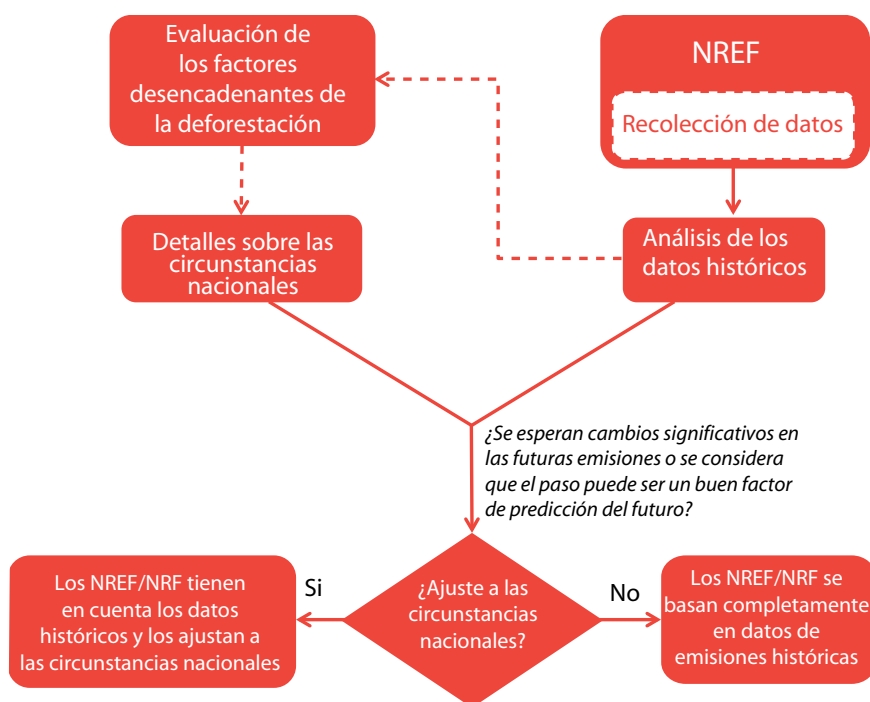 Evaluación de
los factores
desencadenantes de
la deforestación
NREF
Recolección de datos
Detalles sobre las
circunstancias
nacionales
Análisis de los
datos históricos
¿Se esperan cambios significativos en
las futuras emisiones o se considera
que el paso puede ser un buen factor
de predicción del futuro?
Los NREF/NRF tienen
en cuenta los datos
históricos y los ajustan a
las circunstancias nacionales
Si
¿Ajuste a las
circunstancias
nacionales?
No
Los NREF/NRF se
basan completamente
en datos de
emisiones históricas